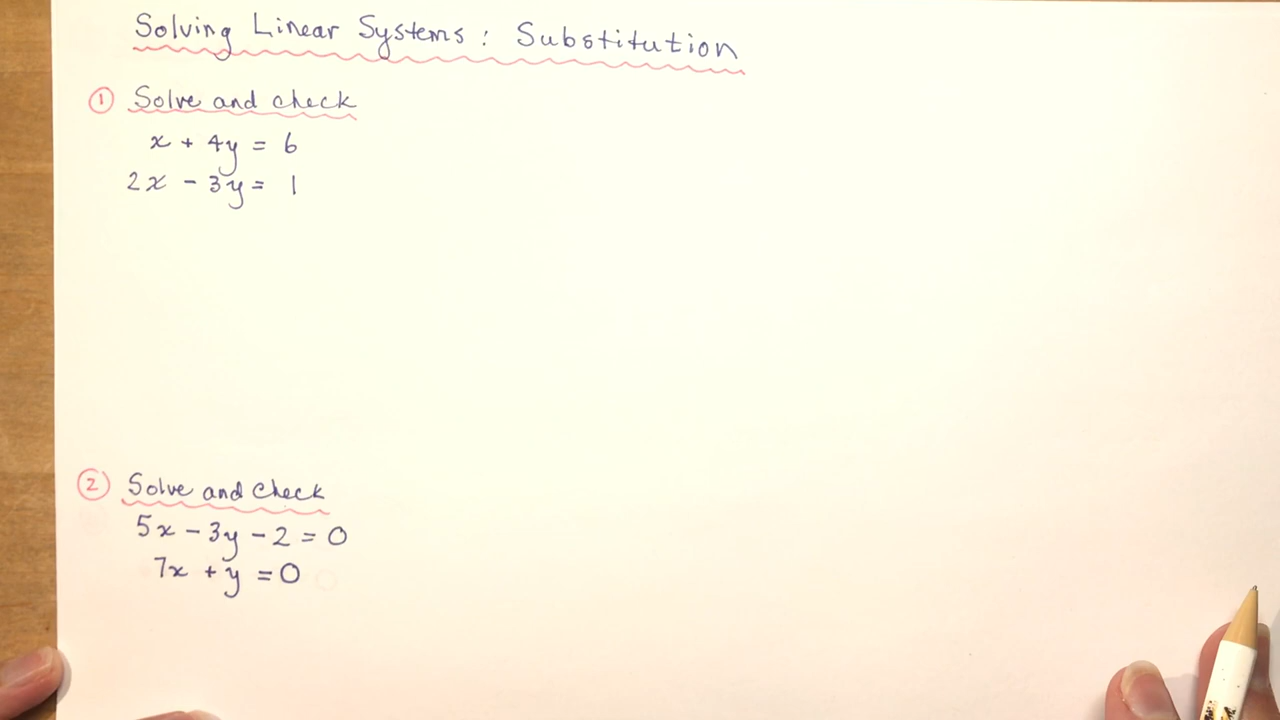 Solving Linear Systems: Substitution
① Solve and check
x + 4y = 6
2x - 3y = 1
② Solve and check
5x - 3y - 2 = 0
7x + y = 0